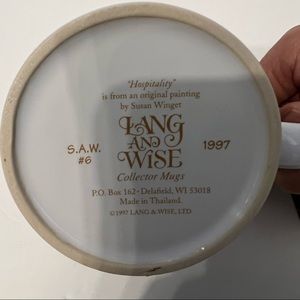 "Hospitality"
is from an original painting
by Susan Winget
LANG
AND
WISE
S.A.W.
#6
1997
Collector Mugs
P.O. Box 162 • Delafield, WI 53018
Made in Thailand.
© 1997 LANG & WISE, LTD